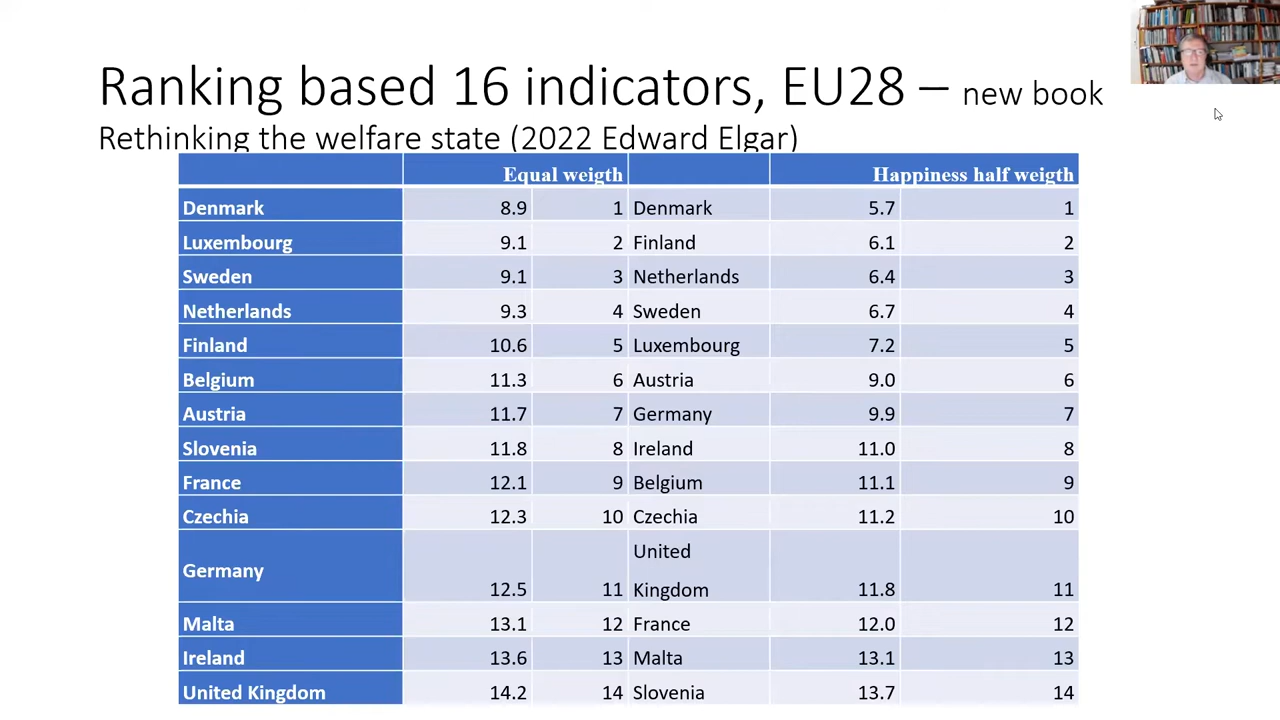 Ranking based 16 indicators, EU28 – new book
Rethinking the welfare state (2022 Edward Elgar)
Equal weigth Happiness half weigth
Denmark 8.9 1 Denmark 5.7 1
Luxembourg 9.1 2 Finland 6.1 2
Sweden 9.1 3 Netherlands 6.4 3
Netherlands 9.3 4 Sweden 6.7 4
Finland 10.6 5 Luxembourg 7.2 5
Belgium 11.3 6 Austria 9.0 6
Austria 11.7 7 Germany 9.9 7
Slovenia 11.8 8 Ireland 11.0 8
France 12.1 9 Belgium 11.1 9
Czechia 12.3 10 Czechia 11.2 10
Germany 12.5 11 United
Kingdom 11.8 11
Malta 13.1 12 France 12.0 12
Ireland 13.6 13 Malta 13.1 13
United Kingdom 14.2 14 Slovenia 13.7 14